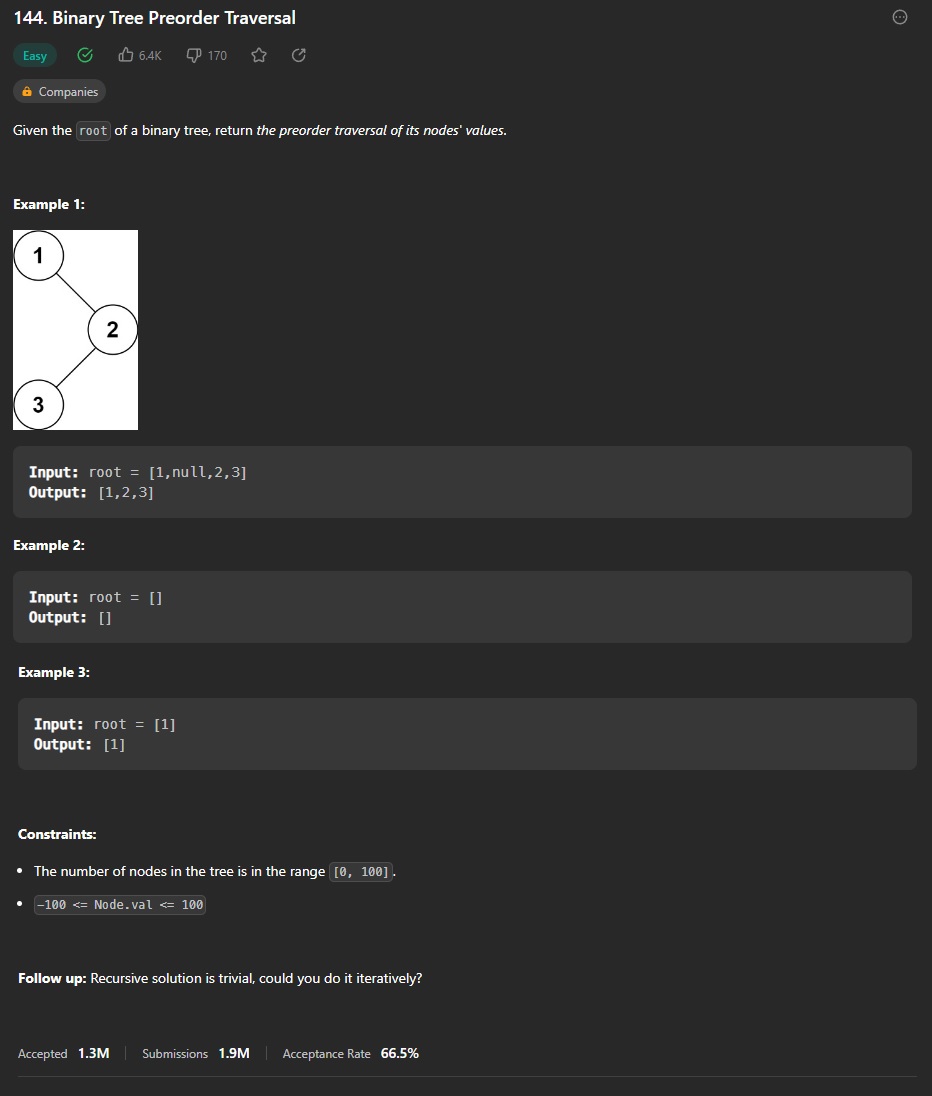 144. Binary Tree Preorder Traversal
Easy 6.4K 170
Companies
Given the root of a binary tree, return the preorder traversal of its nodes' values.
Example 1:
1
2
3
Input: root = [1,null,2,3]
Output: [1,2,3]
Example 2:
Input: root = []
Output: []
Example 3:
Input: root = [1]
Output: [1]
Constraints:
• The number of nodes in the tree is in the range [0, 100].
• -100 <= Node.val <= 100
Follow up: Recursive solution is trivial, could you do it iteratively?
Accepted 1.3M Submissions 1.9M Acceptance Rate 66.5%